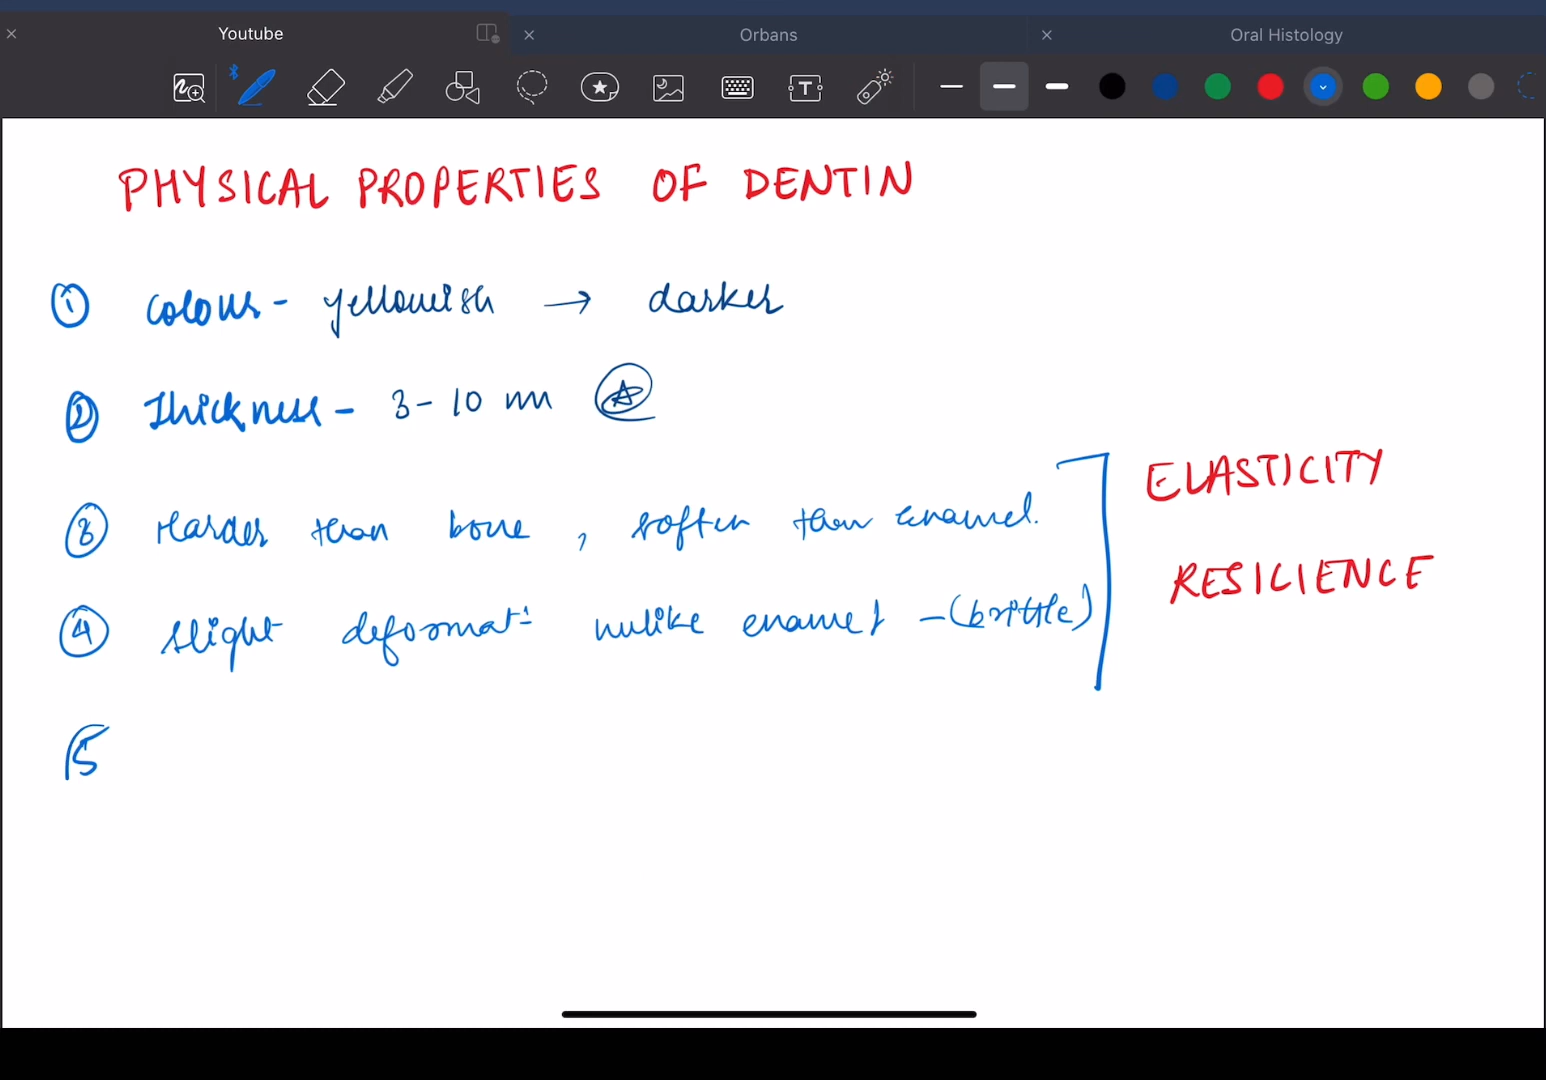 Youtube
Orbans
Oral Histology
PHYSICAL PROPERTIES OF DENTIN
① Colour - yellowish → darker
② Thickness - 3-10 mm
③ Harder than bone, softer than enamel.
④ slight deformatⁿ unlike enamel - (brittle)
ELASTICITY
RESILIENCE
5